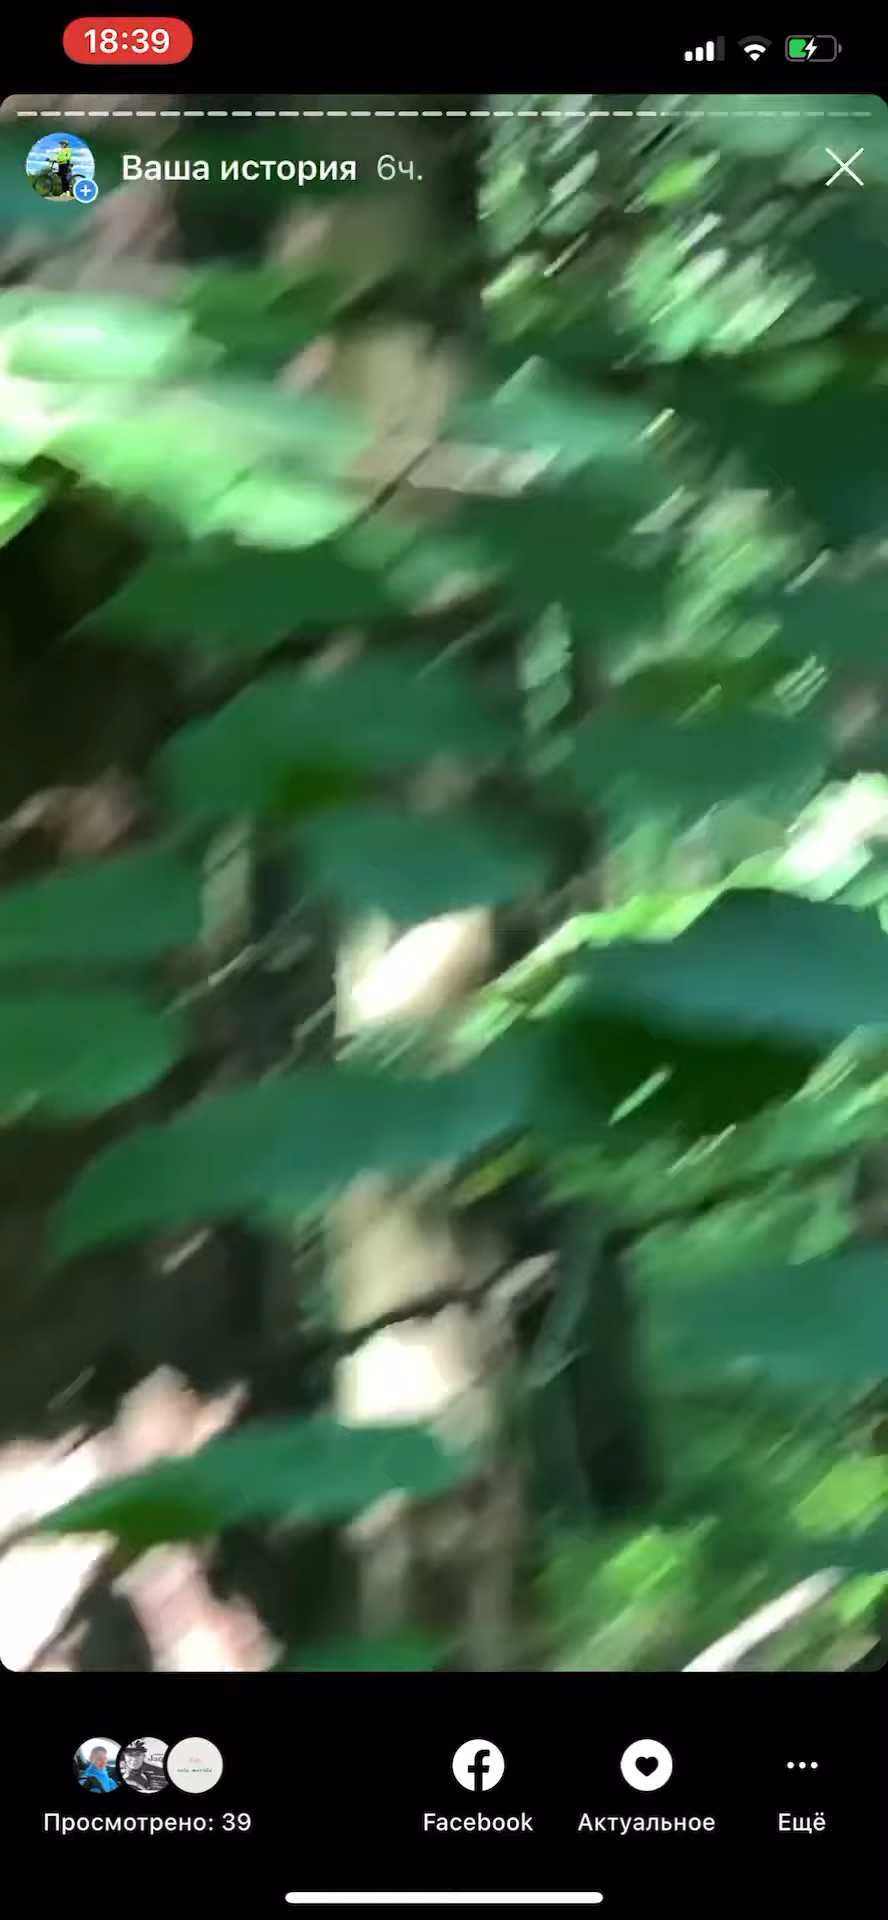 18:39
Ваша история 6ч.
Просмотрено: 39
Facebook
Актуальное
Ещё